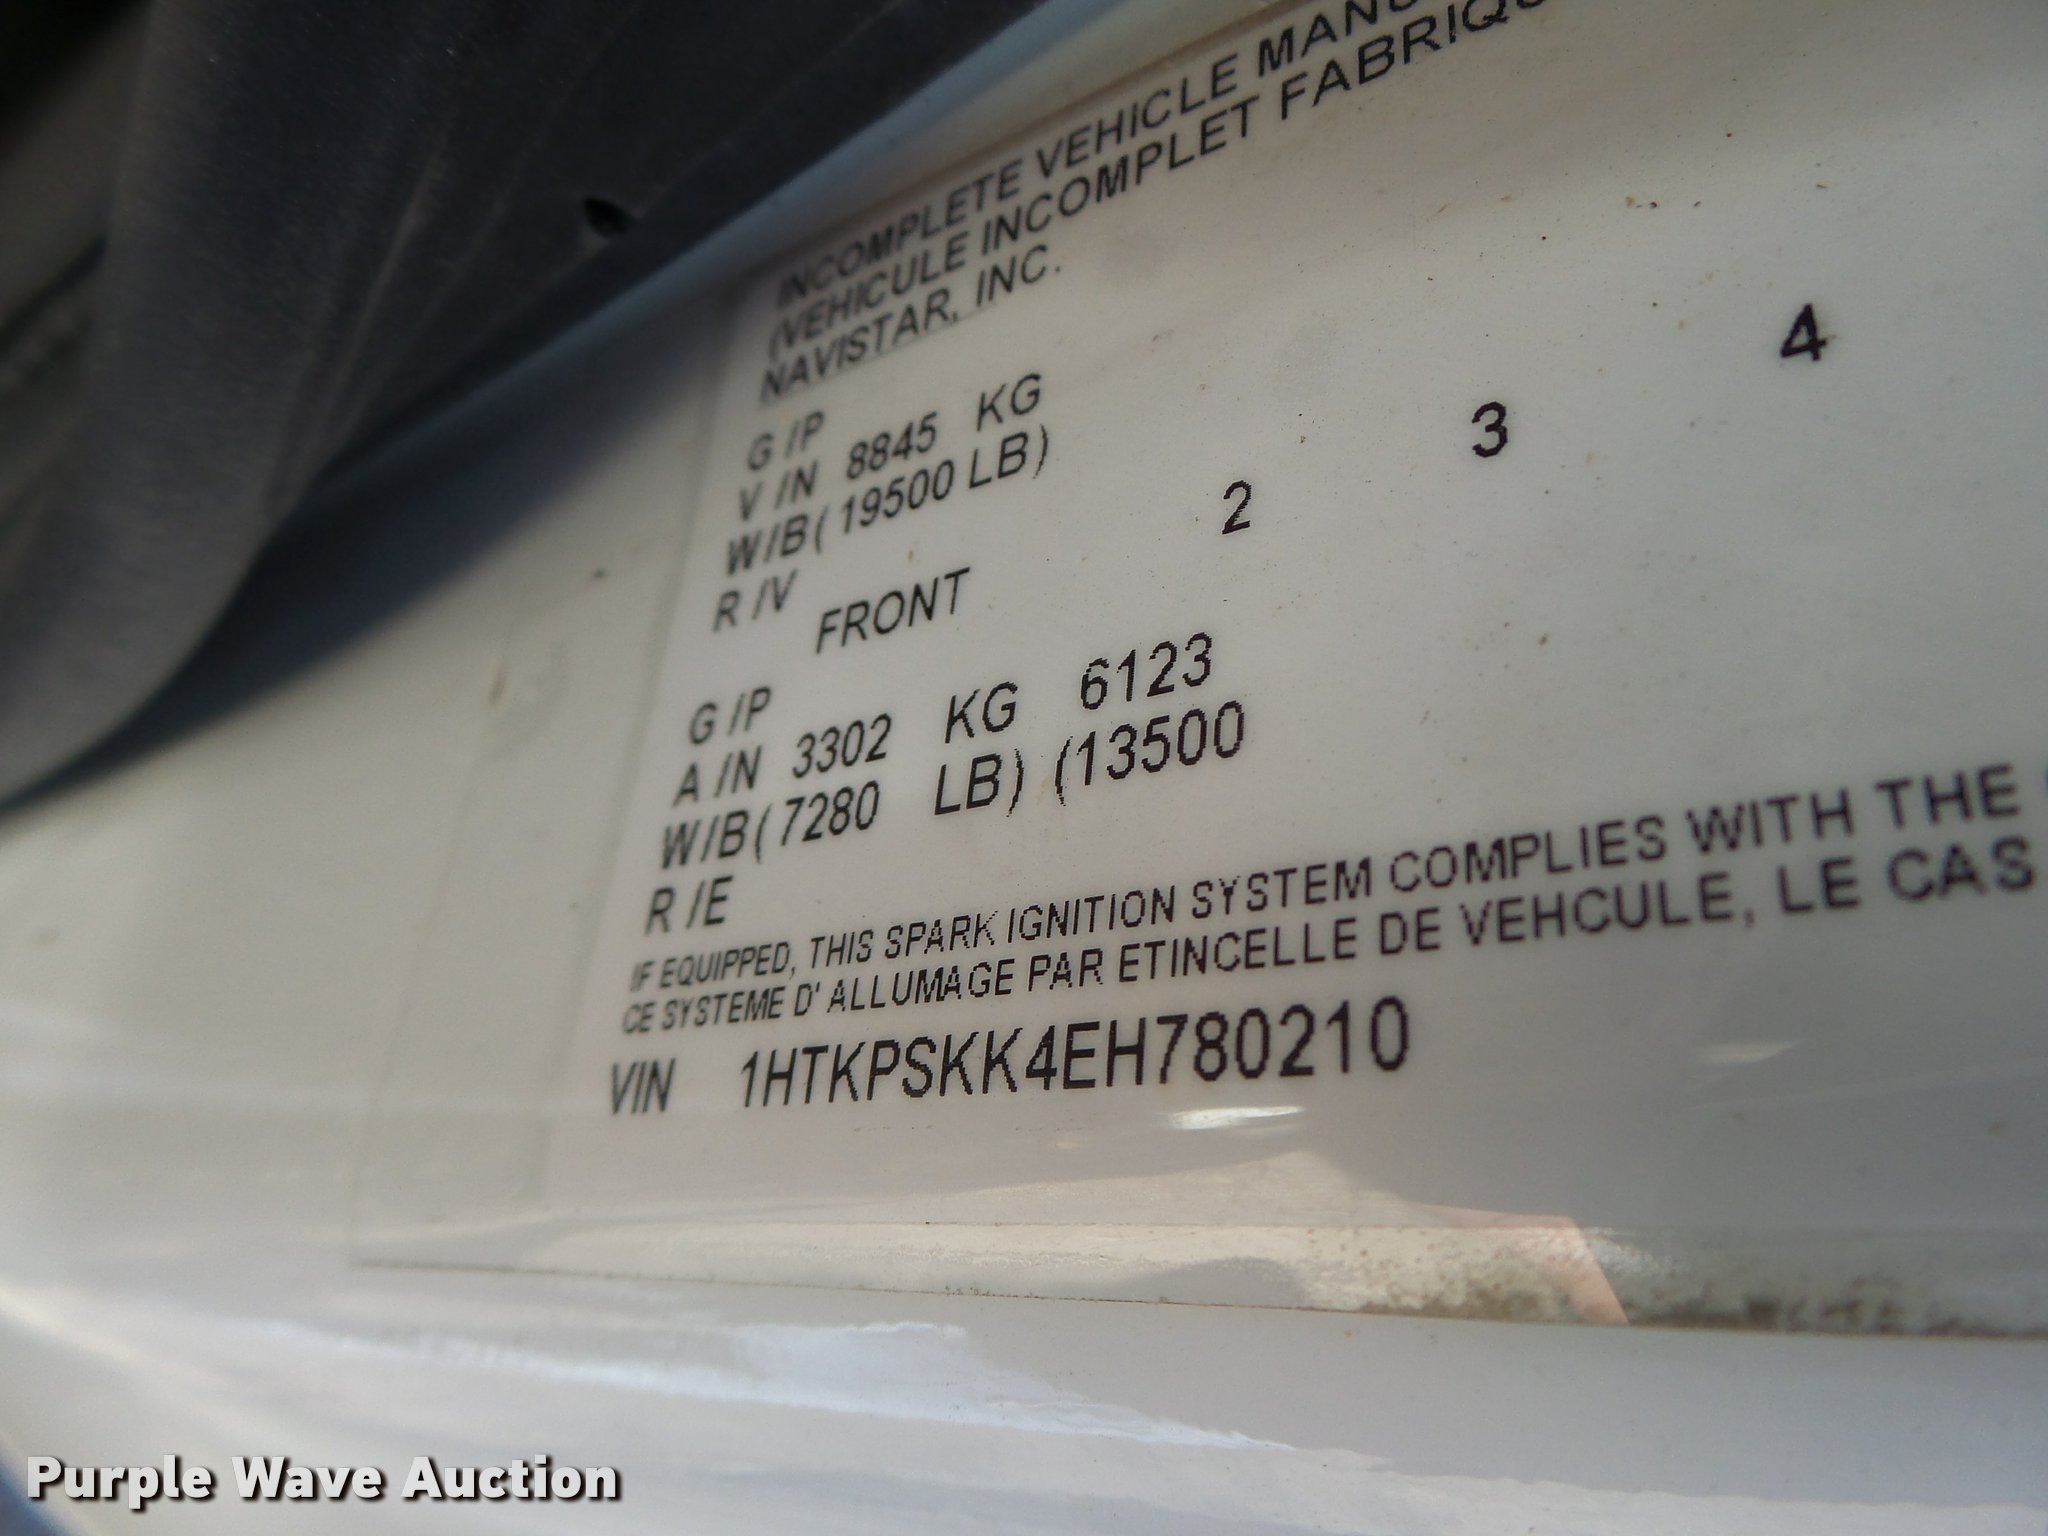 INCOMPLETE VEHICLE
(VEHICULE INCOMPLET
NAVISTAR, INC.
G /P
V /N 8845 KG
W/B( 19500 LB)
R /V
FRONT 2 3 4
G /P
A /N 3302 KG 6123
W/B( 7280 LB) (13500
R /E
IF EQUIPPED, THIS SPARK IGNITION SYSTEM COMPLIES WITH THE
CE SYSTEME D' ALLUMAGE PAR ETINCELLE DE VEHCULE, LE CAS
VIN 1HTKPSKK4EH780210
Purple Wave Auction